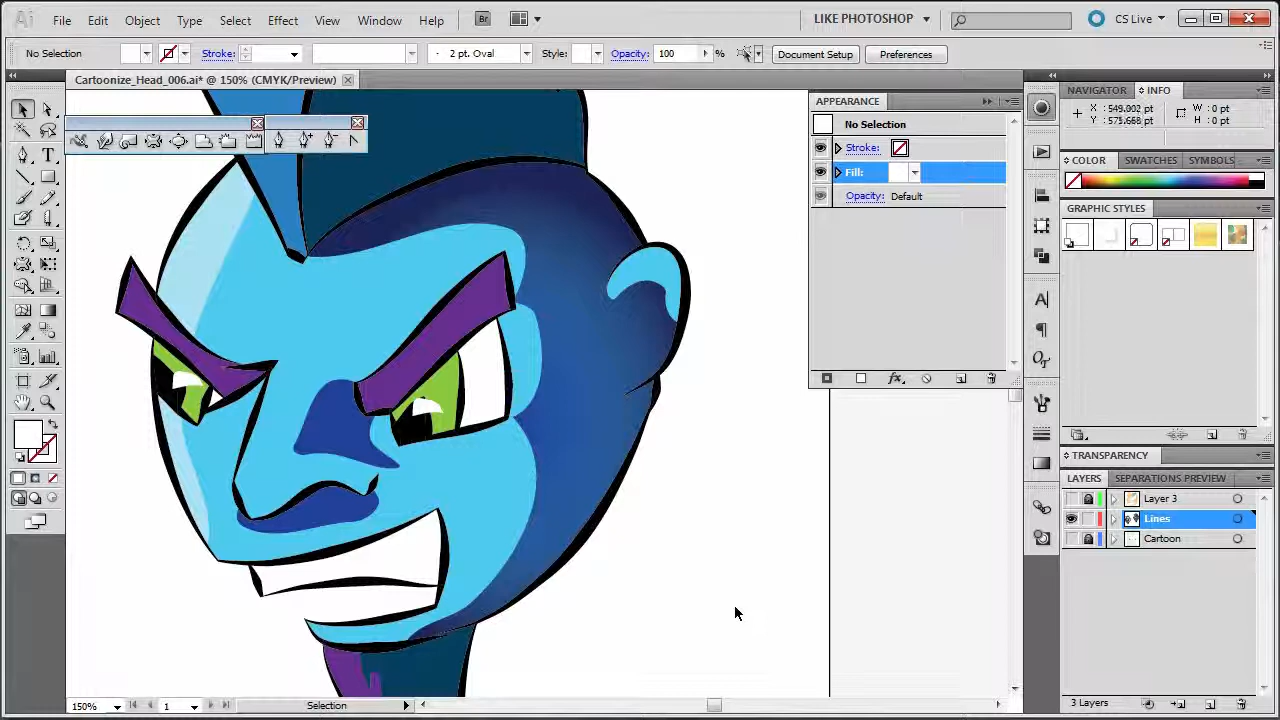 Ai File Edit Object Type Select Effect View Window Help Br LIKE PHOTOSHOP CS Live
No Selection Stroke: 2 pt. Oval Style: Opacity: 100 % Document Setup Preferences
Cartoonize_Head_006.ai* @ 150% (CMYK/Preview)
APPEARANCE
No Selection
Stroke:
Fill:
Opacity: Default
fx
NAVIGATOR INFO
X : 549.002 pt
Y : 573.668 pt
W : 0 pt
H : 0 pt
COLOR SWATCHES SYMBOLS
GRAPHIC STYLES
TRANSPARENCY
LAYERS SEPARATIONS PREVIEW
Layer 3
Lines
Cartoon
3 Layers
150% 1 Selection